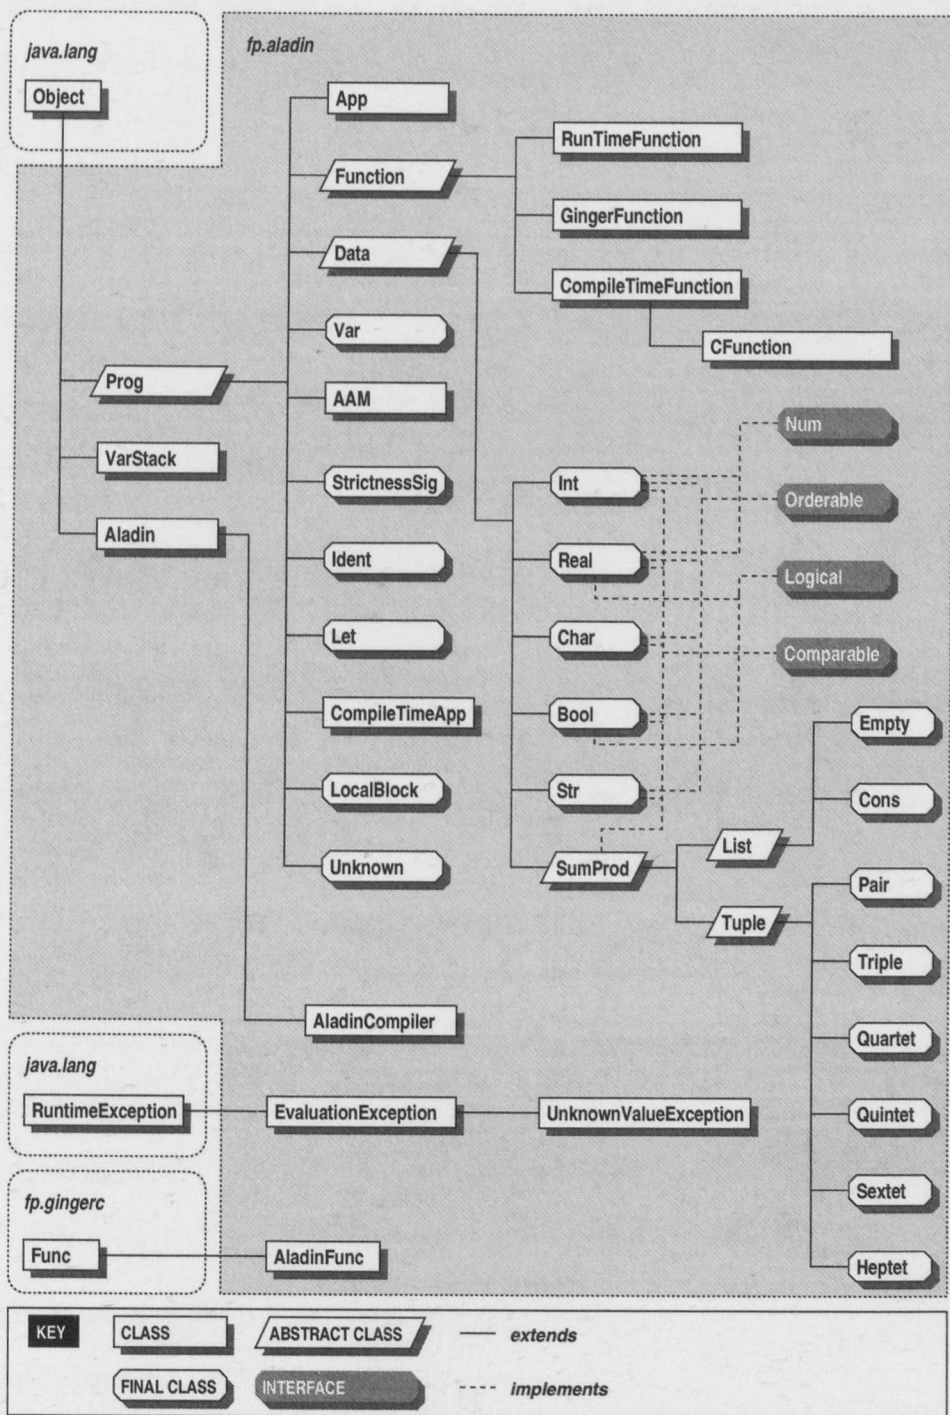 java.lang
Object
fp.aladin
App
Function
Data
Var
AAM
StrictnessSig
Ident
Let
CompileTimeApp
LocalBlock
Unknown
Prog
VarStack
Aladin
RunTimeFunction
GingerFunction
CompileTimeFunction
CFunction
Num
Orderable
Logical
Comparable
Int
Real
Char
Bool
Str
SumProd
List
Tuple
Empty
Cons
Pair
Triple
Quartet
Quintet
Sextet
Heptet
AladinCompiler
java.lang
RuntimeException
EvaluationException
UnknownValueException
fp.gingerc
Func
AladinFunc
KEY
CLASS
ABSTRACT CLASS
extends
FINAL CLASS
INTERFACE
implements